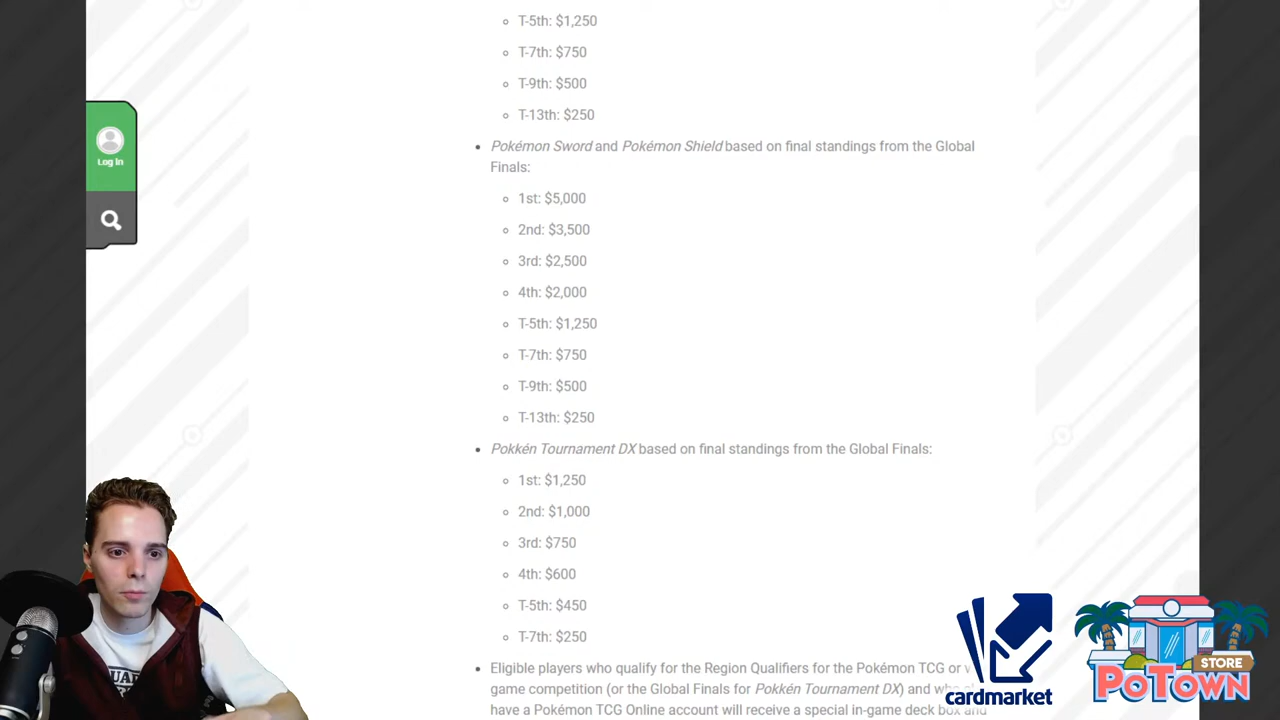 T-5th: $1,250
T-7th: $750
T-9th: $500
T-13th: $250
Pokémon Sword and Pokémon Shield based on final standings from the Global
Finals:
1st: $5,000
2nd: $3,500
3rd: $2,500
4th: $2,000
T-5th: $1,250
T-7th: $750
T-9th: $500
T-13th: $250
Pokkén Tournament DX based on final standings from the Global Finals:
1st: $1,250
2nd: $1,000
3rd: $750
4th: $600
T-5th: $450
T-7th: $250
Eligible players who qualify for the Region Qualifiers for the Pokémon TCG or
game competition (or the Global Finals for Pokkén Tournament DX) and
have a Pokémon TCG Online account will receive a special in-game deck box and
Log In
cardmarket
STORE
POTOWN